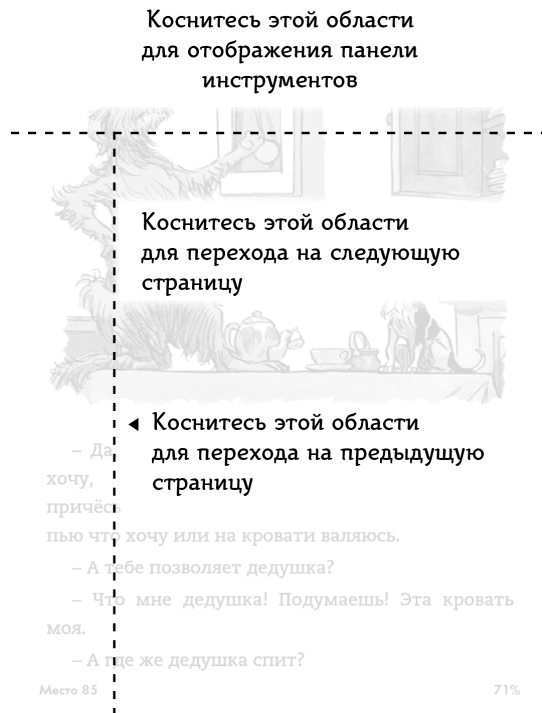 Коснитесь этой области
для отображения панели
инструментов
Коснитесь этой области
для перехода на следующую
страницу
Коснитесь этой области
для перехода на предыдущую
страницу
– Да
хочу,
причёсь
пью что хочу или на кровати валяюсь.
– А тебе позволяет дедушка?
– Что мне дедушка! Подумаешь! Эта кровать
моя.
– А где же дедушка спит?
Место 85 71%